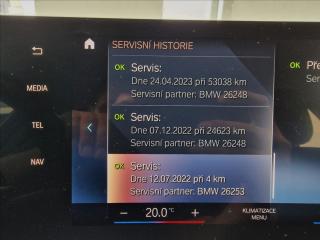 SERVISNÍ HISTORIE
MEDIA
TEL
NAV
OK Servis:
Dne 24.04.2023 při 53038 km
Servisní partner: BMW 26248
OK Servis:
Dne 07.12.2022 při 24623 km
Servisní partner: BMW 26248
OK Servis:
Dne 12.07.2022 při 4 km
Servisní partner: BMW 26253
OK
− 20.0 °C +
KLIMATIZACE
MENU